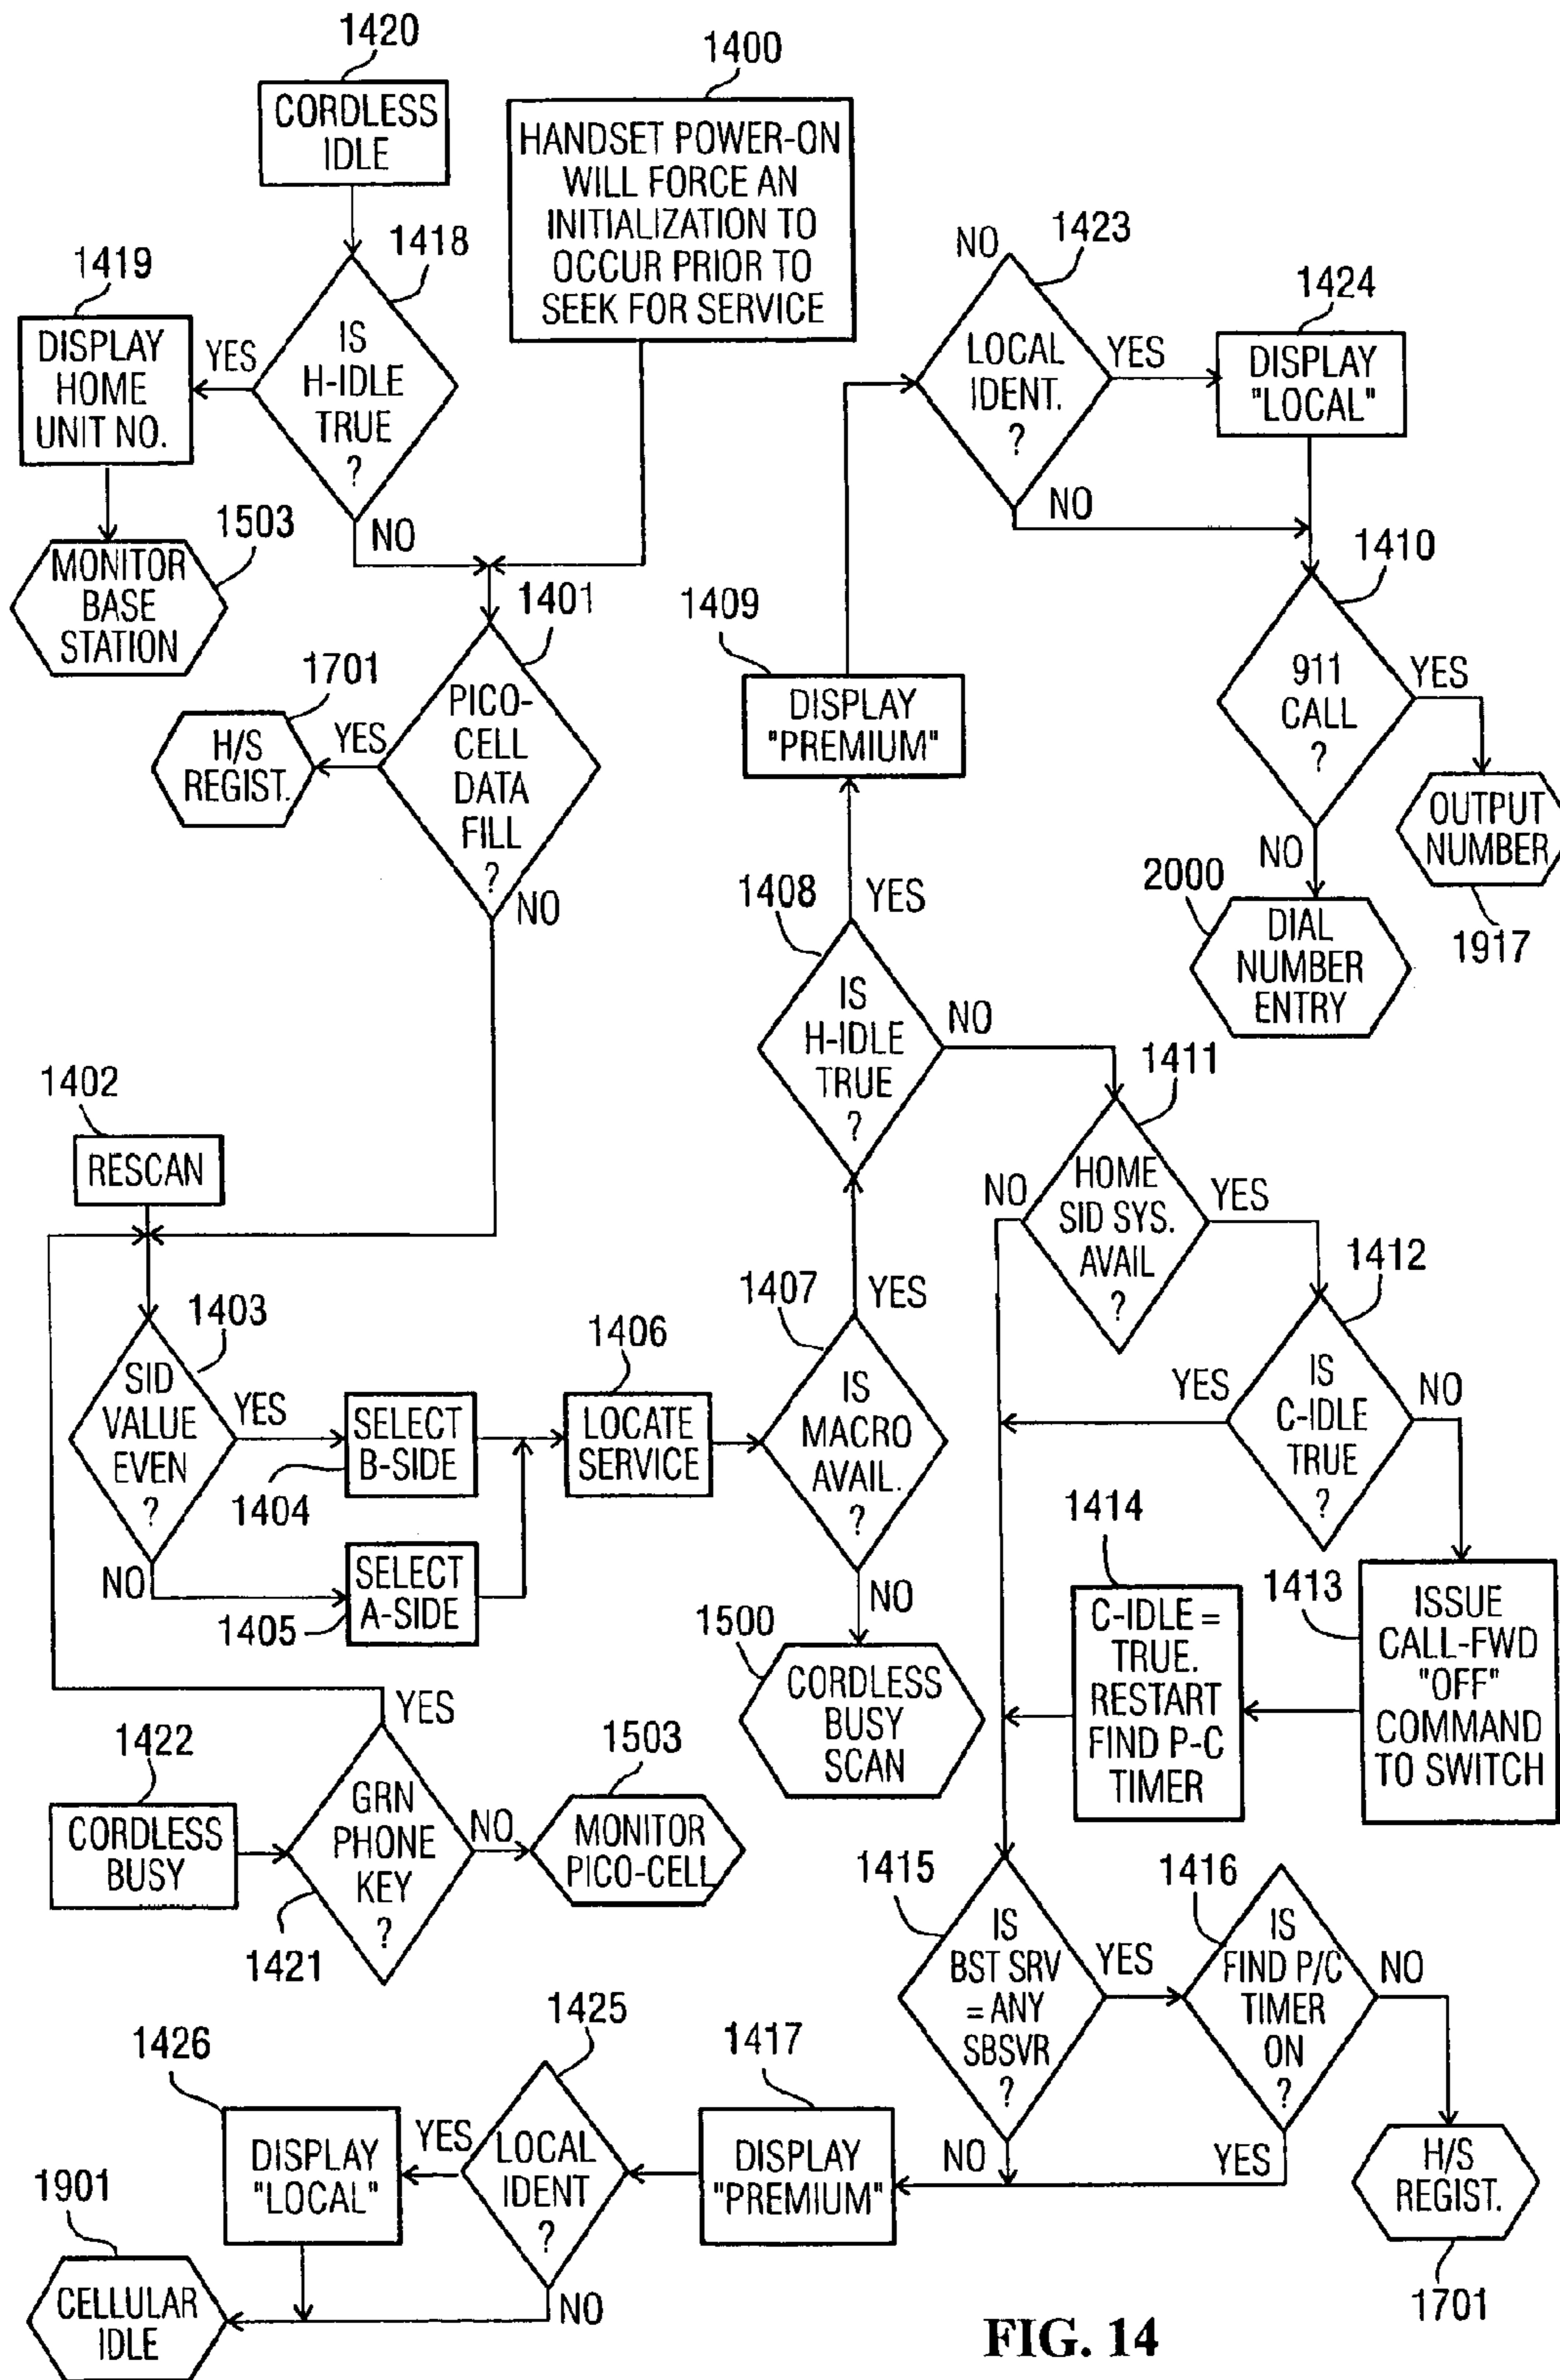 1420
CORDLESS
IDLE
1400
HANDSET POWER-ON
WILL FORCE AN
INITIALIZATION TO
OCCUR PRIOR TO
SEEK FOR SERVICE
1418
IS
H-IDLE
TRUE
?
YES
NO
1419
DISPLAY
HOME
UNIT NO.
1503
MONITOR
BASE
STATION
1401
PICO-
CELL
DATA
FILL
?
YES
NO
1701
H/S
REGIST.
NO
1423
LOCAL
IDENT.
?
YES
NO
1424
DISPLAY
"LOCAL"
1410
911
CALL
?
YES
NO
OUTPUT
NUMBER
1917
2000
DIAL
NUMBER
ENTRY
1409
DISPLAY
"PREMIUM"
1408
YES
IS
H-IDLE
TRUE
?
NO
1411
HOME
SID SYS.
AVAIL
?
NO
YES
1412
IS
C-IDLE
TRUE
?
YES
NO
1402
RESCAN
1403
SID
VALUE
EVEN
?
YES
NO
SELECT
B-SIDE
1404
SELECT
A-SIDE
1405
1406
LOCATE
SERVICE
1407
YES
IS
MACRO
AVAIL.
?
NO
1500
CORDLESS
BUSY
SCAN
1414
C-IDLE =
TRUE.
RESTART
FIND P-C
TIMER
1413
ISSUE
CALL-FWD
"OFF"
COMMAND
TO SWITCH
1422
CORDLESS
BUSY
YES
GRN
PHONE
KEY
?
1421
NO
1503
MONITOR
PICO-CELL
1415
IS
BST SRV
= ANY
SBSVR
?
YES
NO
1416
IS
FIND P/C
TIMER
ON
?
NO
YES
H/S
REGIST.
1701
1417
DISPLAY
"PREMIUM"
1425
LOCAL
IDENT
?
YES
NO
1426
DISPLAY
"LOCAL"
1901
CELLULAR
IDLE
FIG. 14